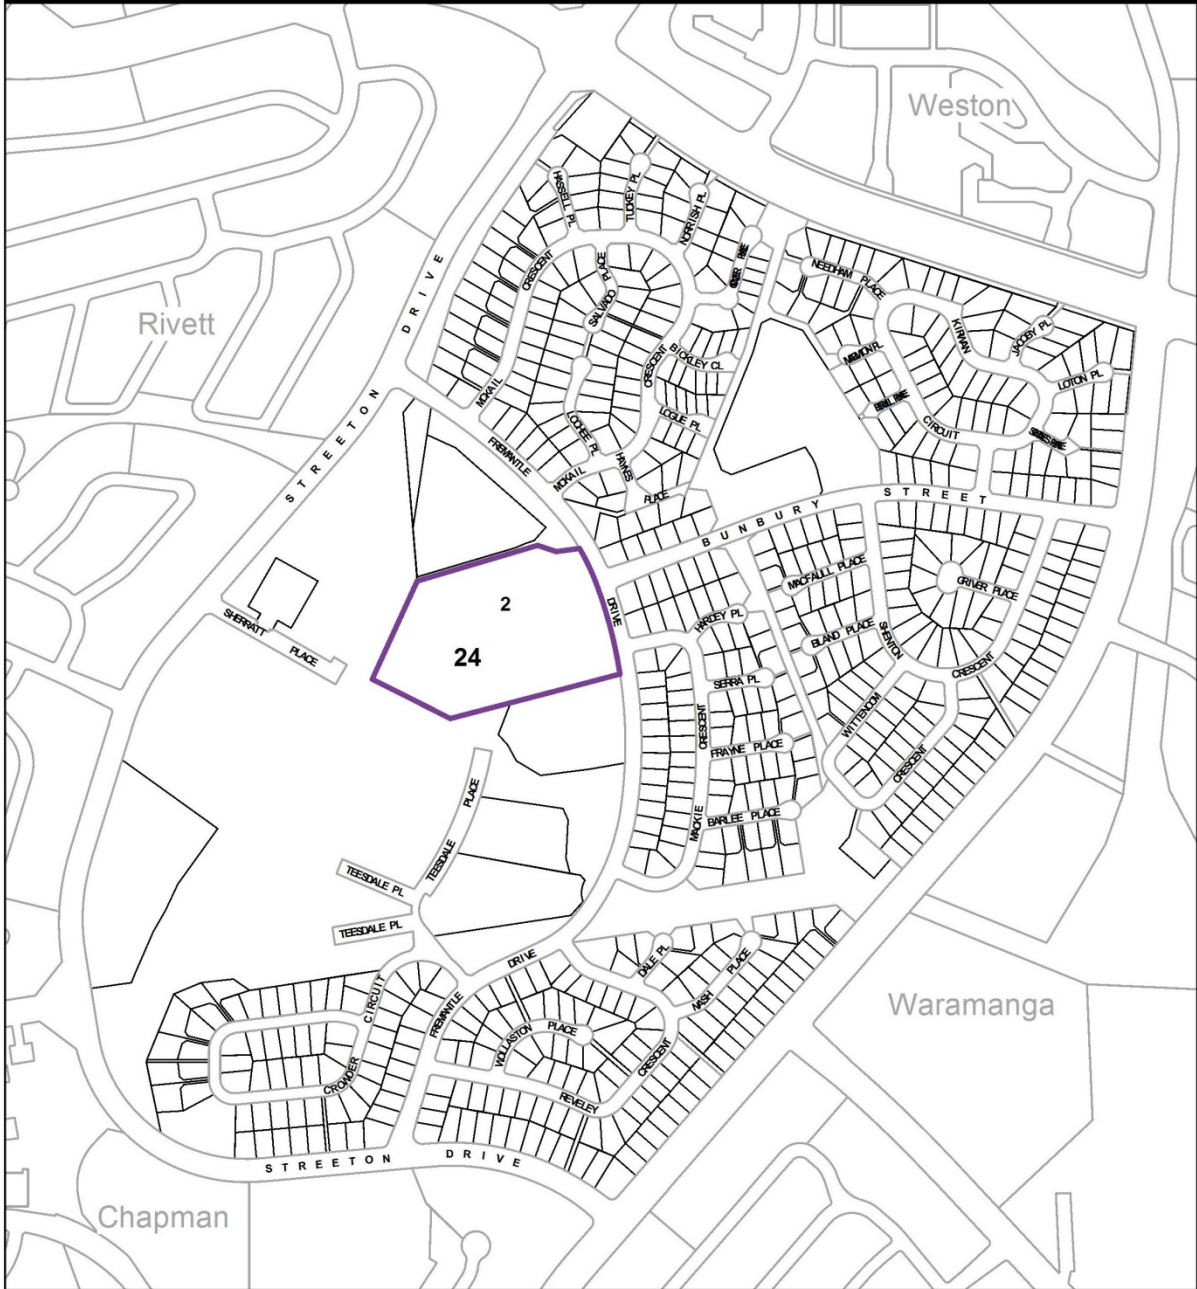 Weston
HASSELL PL
TUCKEY PL
NORRISH PL
CRESCENT
SALVADO PLACE
NEEDHAM PLACE
KIRWAN
JACOBY PL
LOTON PL
STREETON DRIVE
Rivett
BICKLEY CL
CRESCENT
MCKAIL
LOCHEE PL
LOGUE PL
CIRCUIT
FREMANTLE
MCKAIL
HAYNES
PLACE
BUNBURY STREET
MACFAULL PLACE
GRIVER PLACE
2
24
DRIVE
HARDEY PL
BLAND PLACE
SHENTON
CRESCENT
SHERRATT
PLACE
SERRA PL
WITTENOOM
CRESCENT
CRESCENT
FRAYNE PLACE
MACKIE
BARLEE PLACE
TEESDALE
PLACE
TEESDALE PL
TEESDALE PL
DRIVE
DALE PL
NASH
PLACE
CIRCUIT
FREMANTLE
Waramanga
WOLLASTON
PLACE
CRESCENT
CROWDER
REVELEY
STREETON DRIVE
Chapman